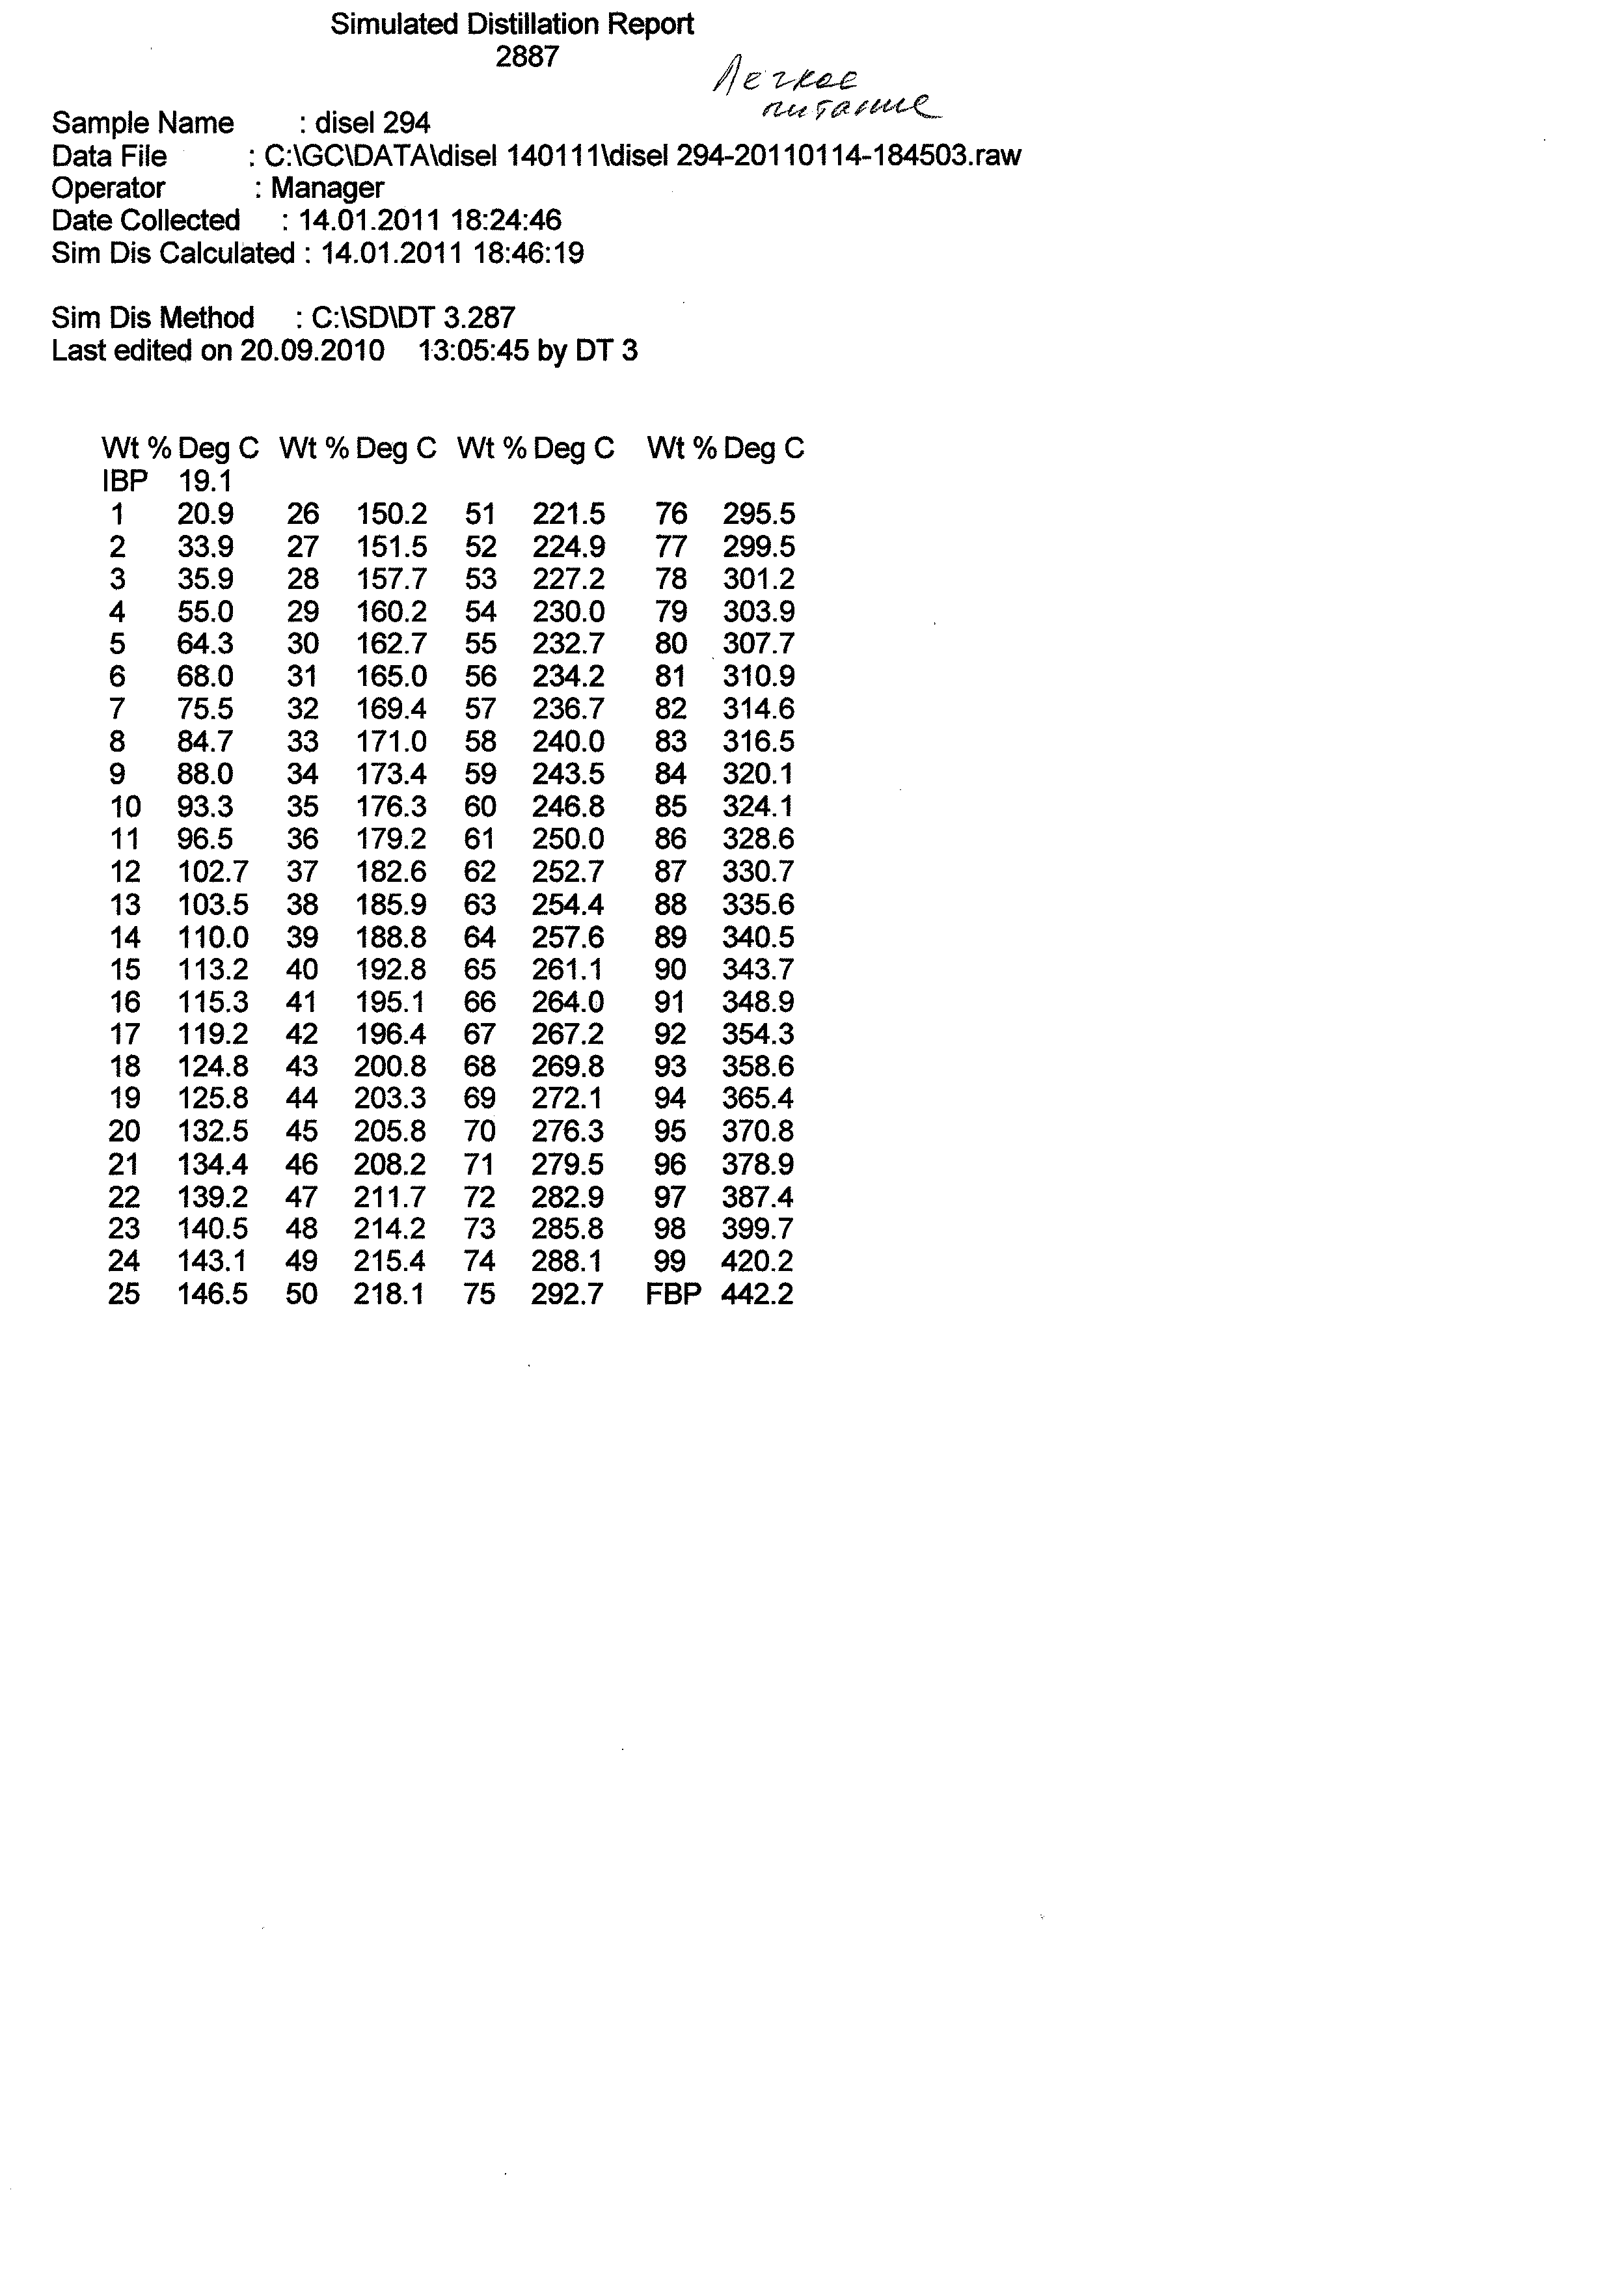 Simulated Distillation Report
2887
Легкое
питание
Sample Name : disel 294
Data File : C:\GC\DATA\disel 140111\disel 294-20110114-184503.raw
Operator : Manager
Date Collected : 14.01.2011 18:24:46
Sim Dis Calculated : 14.01.2011 18:46:19
Sim Dis Method : C:\SD\DT 3.287
Last edited on 20.09.2010 13:05:45 by DT 3
Wt % Deg C Wt % Deg C Wt % Deg C Wt % Deg C
IBP 19.1
1 20.9 26 150.2 51 221.5 76 295.5
2 33.9 27 151.5 52 224.9 77 299.5
3 35.9 28 157.7 53 227.2 78 301.2
4 55.0 29 160.2 54 230.0 79 303.9
5 64.3 30 162.7 55 232.7 80 307.7
6 68.0 31 165.0 56 234.2 81 310.9
7 75.5 32 169.4 57 236.7 82 314.6
8 84.7 33 171.0 58 240.0 83 316.5
9 88.0 34 173.4 59 243.5 84 320.1
10 93.3 35 176.3 60 246.8 85 324.1
11 96.5 36 179.2 61 250.0 86 328.6
12 102.7 37 182.6 62 252.7 87 330.7
13 103.5 38 185.9 63 254.4 88 335.6
14 110.0 39 188.8 64 257.6 89 340.5
15 113.2 40 192.8 65 261.1 90 343.7
16 115.3 41 195.1 66 264.0 91 348.9
17 119.2 42 196.4 67 267.2 92 354.3
18 124.8 43 200.8 68 269.8 93 358.6
19 125.8 44 203.3 69 272.1 94 365.4
20 132.5 45 205.8 70 276.3 95 370.8
21 134.4 46 208.2 71 279.5 96 378.9
22 139.2 47 211.7 72 282.9 97 387.4
23 140.5 48 214.2 73 285.8 98 399.7
24 143.1 49 215.4 74 288.1 99 420.2
25 146.5 50 218.1 75 292.7 FBP 442.2